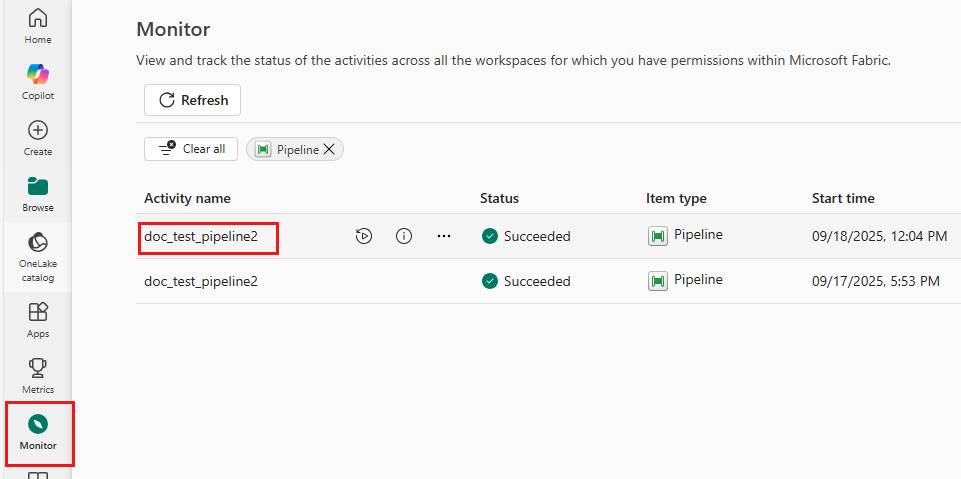 Home
Copilot
Create
Browse
OneLake
catalog
Apps
Metrics
Monitor
Monitor
View and track the status of the activities across all the workspaces for which you have permissions within Microsoft Fabric.
Refresh
Clear all Pipeline
Activity name Status Item type Start time
doc_test_pipeline2 Succeeded Pipeline 09/18/2025, 12:04 PM
doc_test_pipeline2 Succeeded Pipeline 09/17/2025, 5:53 PM